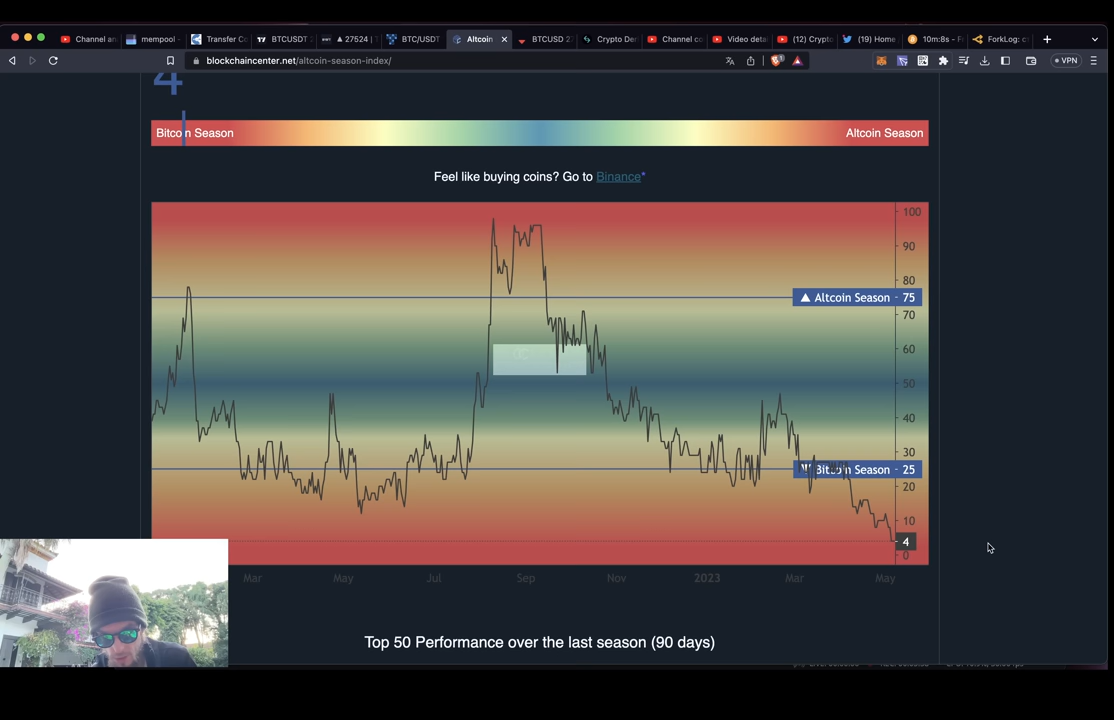 Channel an
mempool -
Transfer Ce
BTCUSDT
27524 | T
BTC/USDT
Altcoin
BTCUSD 2
Crypto De
Channel co
Video detai
(12) Crypto
(19) Home
10m:8s - F
ForkLog: c
blockchaincenter.net/altcoin-season-index/
VPN
4
Bitcoin Season
Altcoin Season
Feel like buying coins? Go to Binance*
100
90
80
Altcoin Season - 75
70
60
50
40
30
Bitcoin Season - 25
20
10
4
0
Mar
May
Jul
Sep
Nov
2023
Mar
May
Top 50 Performance over the last season (90 days)